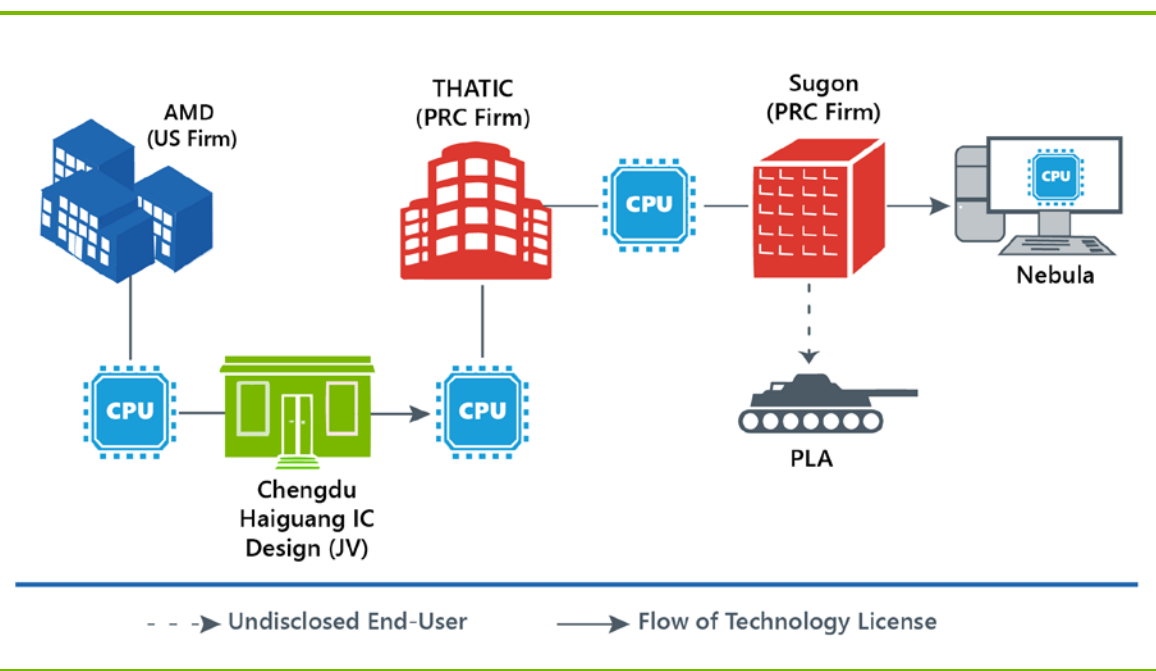 AMD
(US Firm)
THATIC
(PRC Firm)
Sugon
(PRC Firm)
CPU
CPU
Nebula
CPU
CPU
PLA
Chengdu
Haiguang IC
Design (JV)
Undisclosed End-User
Flow of Technology License